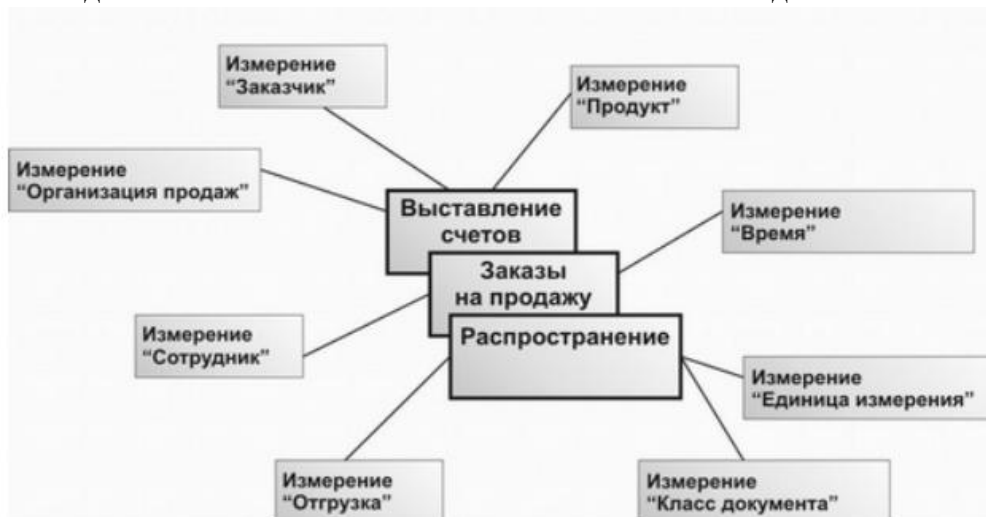 Измерение
“Заказчик”
Измерение
“Продукт”
Измерение
“Организация продаж”
Выставление
счетов
Измерение
“Время”
Заказы
на продажу
Измерение
“Сотрудник”
Распространение
Измерение
“Единица измерения”
Измерение
“Отгрузка”
Измерение
“Класс документа”